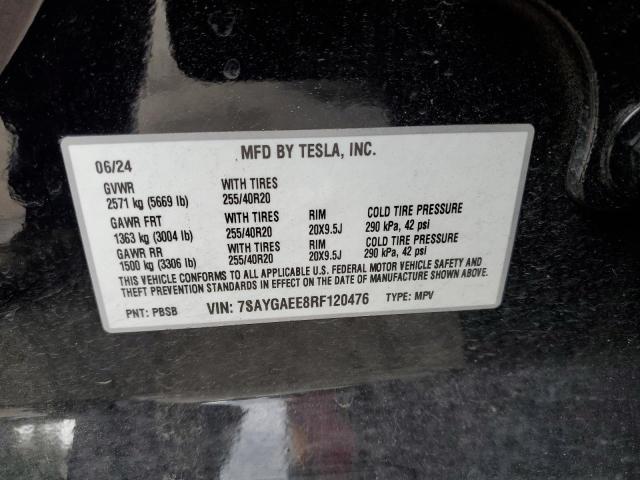 MFD BY TESLA, INC.
06/24
GVWR WITH TIRES
2571 kg (5669 lb) 255/40R20
GAWR FRT WITH TIRES RIM COLD TIRE PRESSURE
1363 kg (3004 lb) 255/40R20 20X9.5J 290 kPa, 42 psi
GAWR RR WITH TIRES RIM COLD TIRE PRESSURE
1500 kg (3306 lb) 255/40R20 20X9.5J 290 kPa, 42 psi
THIS VEHICLE CONFORMS TO ALL APPLICABLE U.S. FEDERAL MOTOR VEHICLE SAFETY AND
THEFT PREVENTION STANDARDS IN EFFECT ON THE DATE OF MANUFACTURE SHOWN ABOVE.
PNT: PBSB VIN: 7SAYGAEE8RF120476 TYPE: MPV